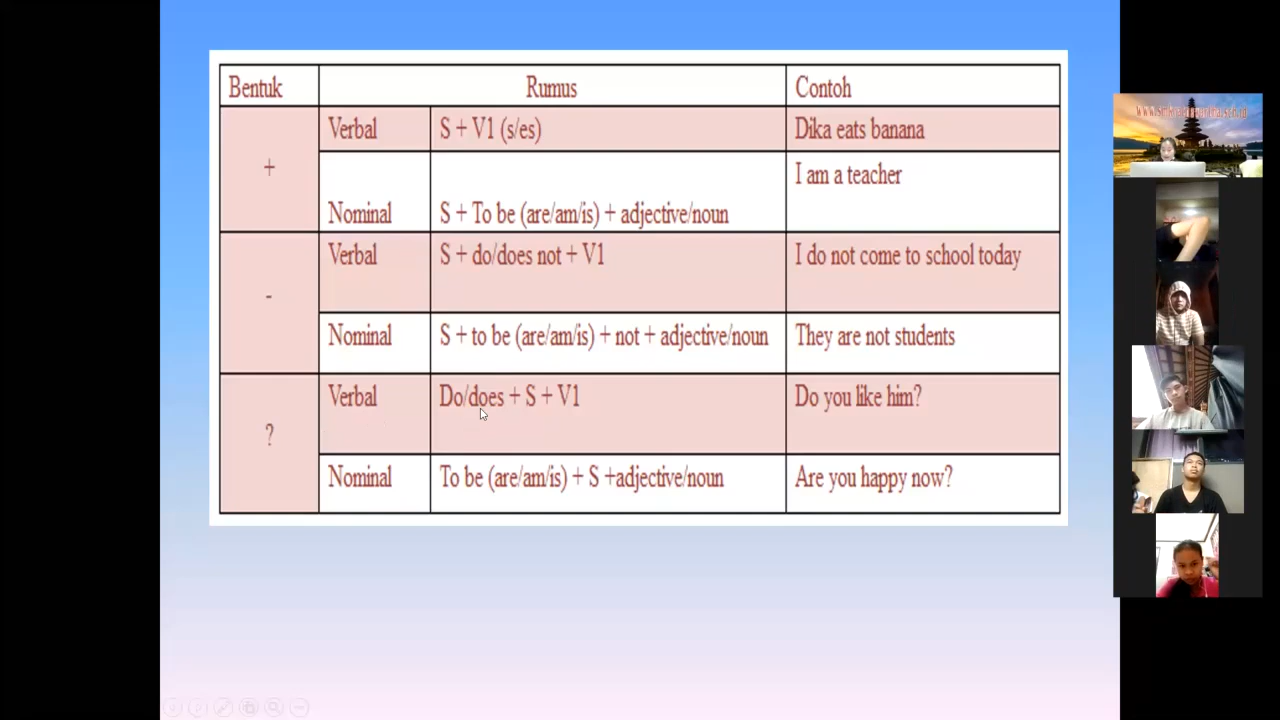 Bentuk Rumus Contoh
+ Verbal S + V1 (s/es) Dika eats banana
Nominal S + To be (are/am/is) + adjective/noun I am a teacher
- Verbal S + do/does not + V1 I do not come to school today
Nominal S + to be (are/am/is) + not + adjective/noun They are not students
? Verbal Do/does + S + V1 Do you like him?
Nominal To be (are/am/is) + S +adjective/noun Are you happy now?